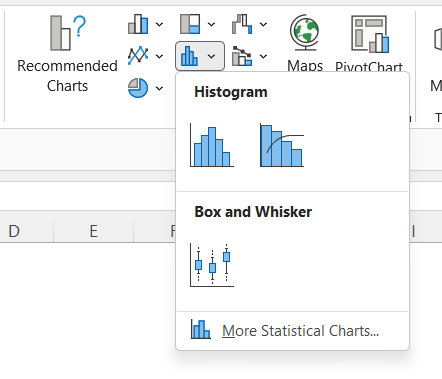 Recommended
Charts
Maps
PivotChart
M
T
Histogram
Box and Whisker
More Statistical Charts...
D
E
F
I